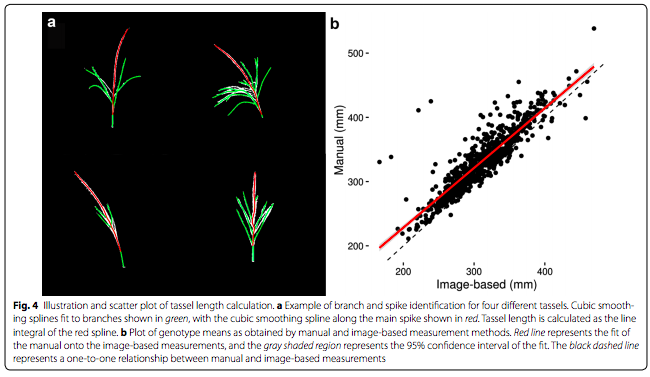 a
b
500
400
300
200
Manual (mm)
200
300
400
Image-based (mm)
Fig. 4 Illustration and scatter plot of tassel length calculation. a Example of branch and spike identification for four different tassels. Cubic smooth-
ing splines fit to branches shown in green, with the cubic smoothing spline along the main spike shown in red. Tassel length is calculated as the line
integral of the red spline. b Plot of genotype means as obtained by manual and image-based measurement methods. Red line represents the fit of
the manual onto the image-based measurements, and the gray shaded region represents the 95% confidence interval of the fit. The black dashed line
represents a one-to-one relationship between manual and image-based measurements